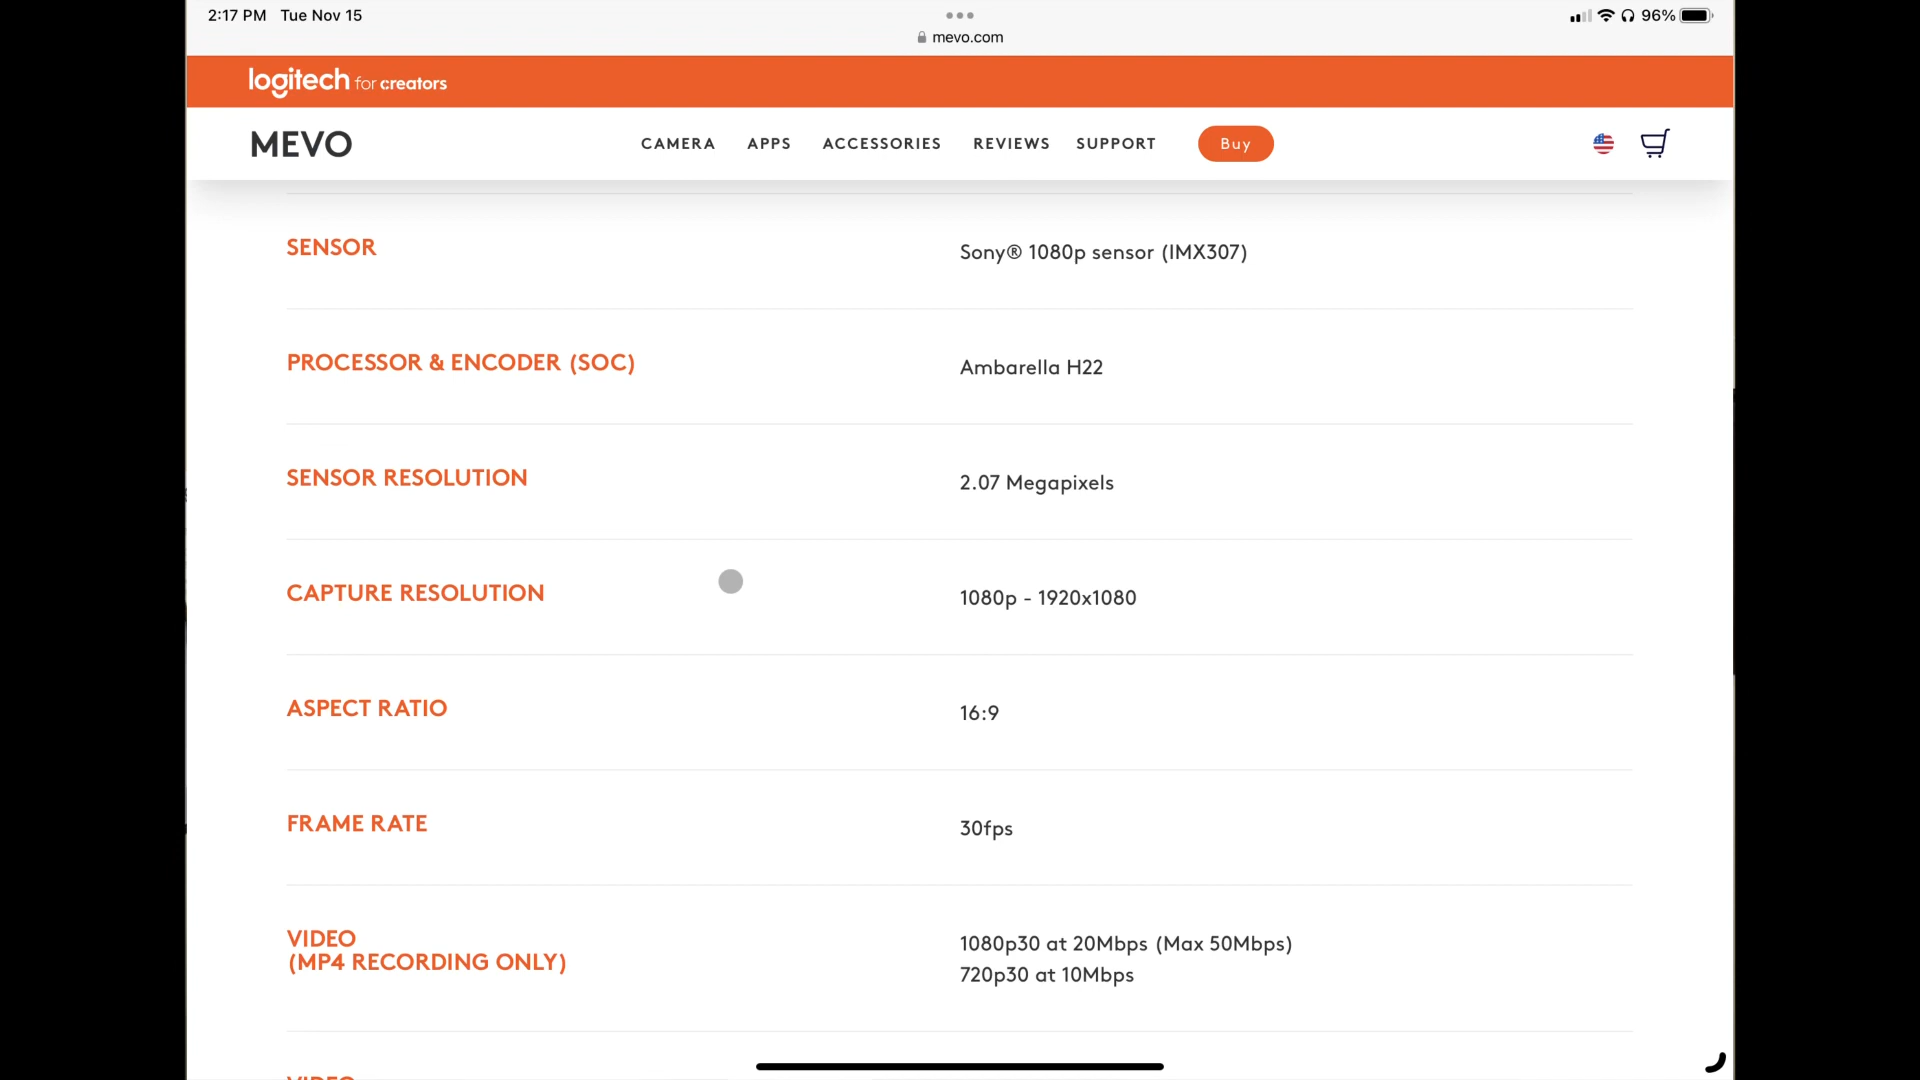 2:17 PM Tue Nov 15
96%
mevo.com
logitech for creators
MEVO
CAMERA APPS ACCESSORIES REVIEWS SUPPORT Buy
SENSOR
Sony® 1080p sensor (IMX307)
PROCESSOR & ENCODER (SOC)
Ambarella H22
SENSOR RESOLUTION
2.07 Megapixels
CAPTURE RESOLUTION
1080p - 1920x1080
ASPECT RATIO
16:9
FRAME RATE
30fps
VIDEO
(MP4 RECORDING ONLY)
1080p30 at 20Mbps (Max 50Mbps)
720p30 at 10Mbps
VIDEO